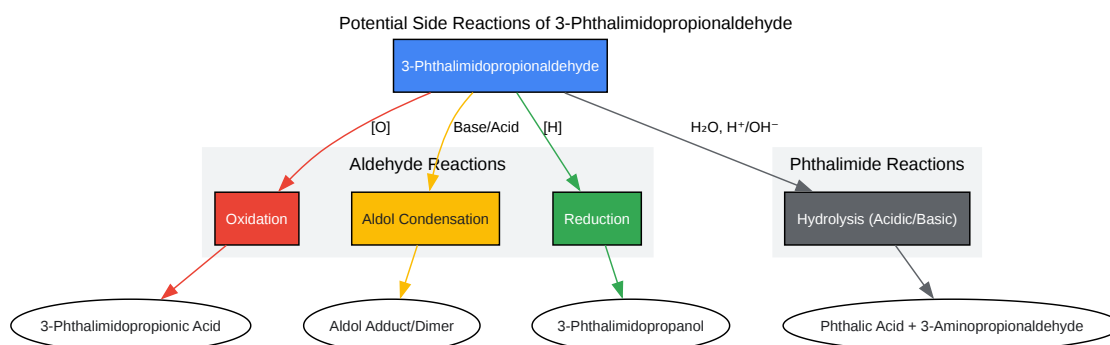 Potential Side Reactions of 3-Phthalimidopropionaldehyde
3-Phthalimidopropionaldehyde
[O]
Base/Acid
[H]
H₂O, H⁺/OH⁻
Aldehyde Reactions
Phthalimide Reactions
Oxidation
Aldol Condensation
Reduction
Hydrolysis (Acidic/Basic)
3-Phthalimidopropionic Acid
Aldol Adduct/Dimer
3-Phthalimidopropanol
Phthalic Acid + 3-Aminopropionaldehyde